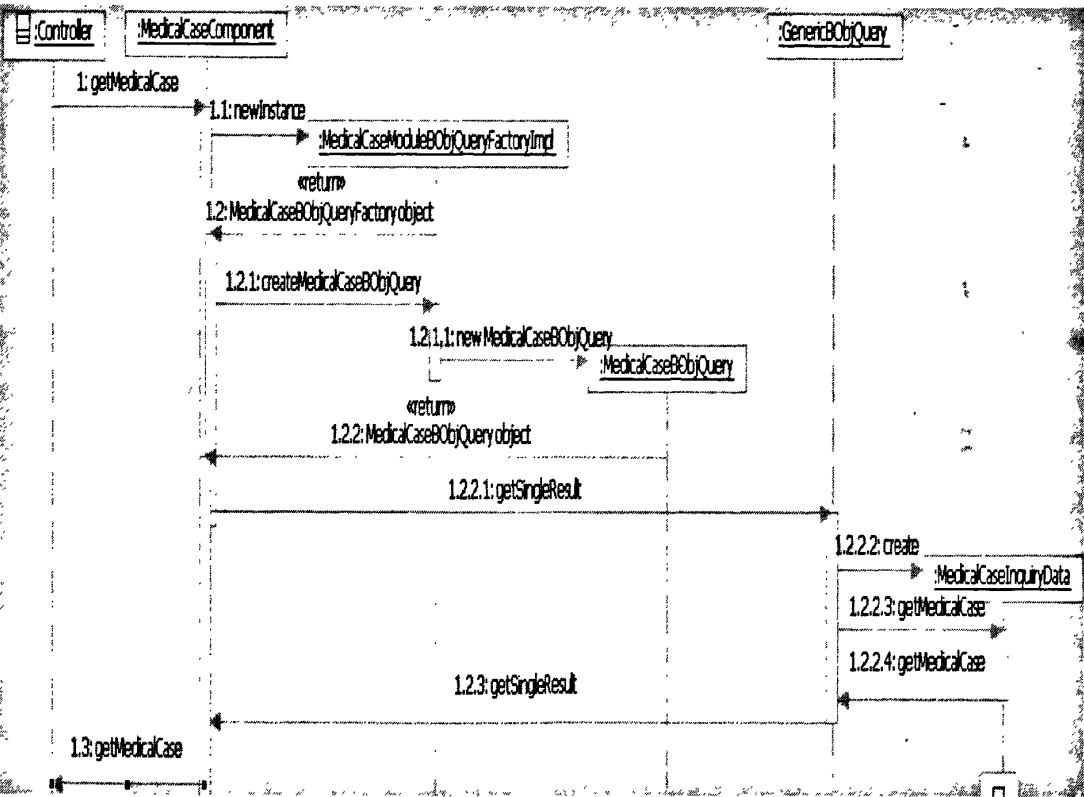 :Controller
:MedicalCaseComponent
:GenericBObjQuery
1: getMedicalCase
1.1: newInstance
:MedicalCaseModuleBObjQueryFactoryImpl
«return»
1.2: MedicalCaseBObjQueryFactory object
1.2.1: createMedicalCaseBObjQuery
1.2.1.1: new MedicalCaseBObjQuery
:MedicalCaseBObjQuery
«return»
1.2.2: MedicalCaseBObjQuery object
1.2.2.1: getSingleResult
1.2.2.2: create
:MedicalCaseInquiryData
1.2.2.3: getMedicalCase
1.2.2.4: getMedicalCase
1.2.3: getSingleResult
1.3: getMedicalCase